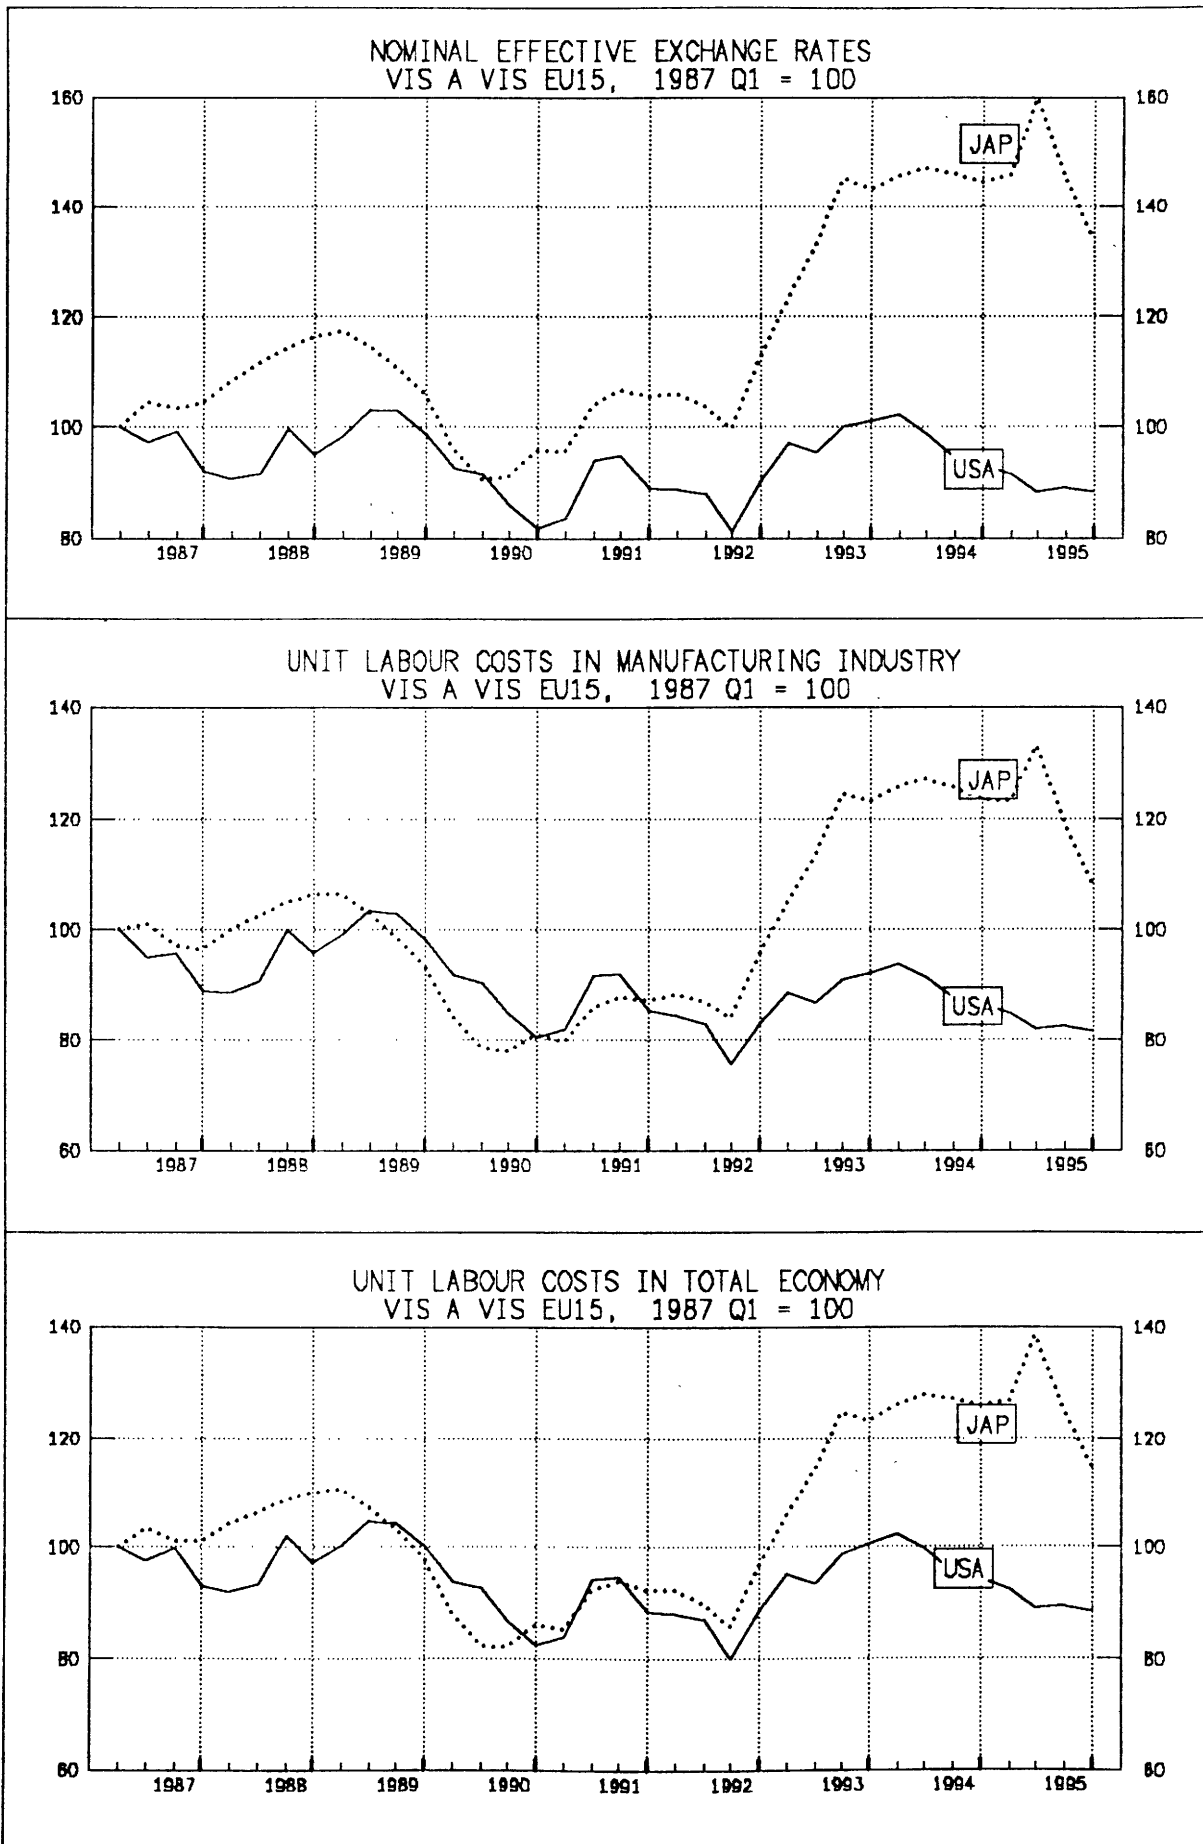 NOMINAL EFFECTIVE EXCHANGE RATES
VIS A VIS EU15, 1987 Q1 = 100
160 160
JAP
140 140
120 120
100 100
USA
80 80
1987 1988 1989 1990 1991 1992 1993 1994 1995
UNIT LABOUR COSTS IN MANUFACTURING INDUSTRY
VIS A VIS EU15, 1987 Q1 = 100
140 140
JAP
120 120
100 100
USA
80 80
60 60
1987 1988 1989 1990 1991 1992 1993 1994 1995
UNIT LABOUR COSTS IN TOTAL ECONOMY
VIS A VIS EU15, 1987 Q1 = 100
140 140
JAP
120 120
100 100
USA
80 80
60 60
1987 1988 1989 1990 1991 1992 1993 1994 1995